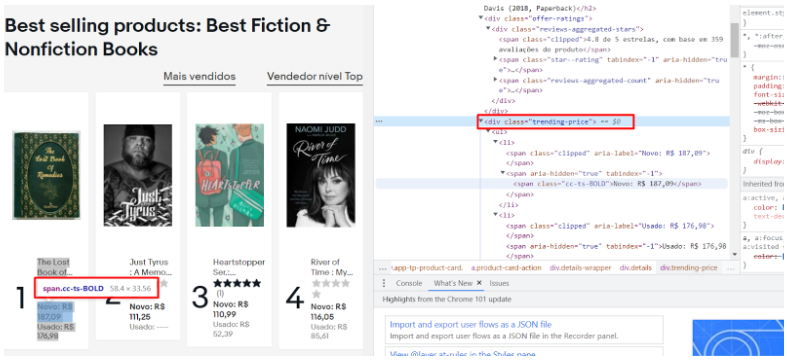 Best selling products: Best Fiction &
Nonfiction Books
Mais vendidos
Vendedor nível Top
The
Lost Book
of
Remedies
Just
Tyrus
HEARTSTOPPER
NAOMI JUDD
River of
Time
1
The Lost
Book of...
span.cc-ts-BOLD 58.4 × 33.56
Novo: R$
187,09
Usado: R$
176,98
Just Tyrus
: A Memo...
Novo: R$
111,25
Usado: ----
3
Heartstopper
Ser.:...
(1)
Novo: R$
110,99
Usado: R$
52,39
4
River of
Time : My...
Novo: R$
116,05
Usado: R$
85,61
Davis (2018, Paperback)</h2>
<div class="offer-ratings">
<div class="reviews-aggregated-stars">
<span class="clipped">4.8 de 5 estrelas, com base em 359
avaliações do produto</span>
<span class="star--rating" tabindex="-1" aria-hidden="tru
e">…</span>
<span class="reviews-aggregated-count" aria-hidden="tru
e">…</span>
</div>
</div>
<div class="trending-price"> == $0
<ul>
<li>
<span class="clipped" aria-label="Novo: R$ 187,09">
</span>
<span aria-hidden="true" tabindex="-1">
<span class="cc-ts-BOLD">Novo: R$ 187,09</span>
</span>
<li>
<span class="clipped" aria-label="Usado: R$ 176,98">
</span>
<span aria-hidden="true" tabindex="-1">Usado: R$ 176,98
</span>
… \app-tp-product-card. a.product-card-action div.details-wrapper div.details div.trending-price …
element.st
}
*, *:after
-moz-osx
}
* {
margin:
padding:
font-siz
-webkit
-moz-box
-ms-box
box-sizi
}
div {
display:
}
Inherited from
a:active,
color:
text-dec
}
a, a:focus
a:visited
color:
Console What's New × Issues
Highlights from the Chrome 101 update
Import and export user flows as a JSON file
Import and export user flows as a JSON file in the Recorder panel.
View @layer at-rules in the Styles pane